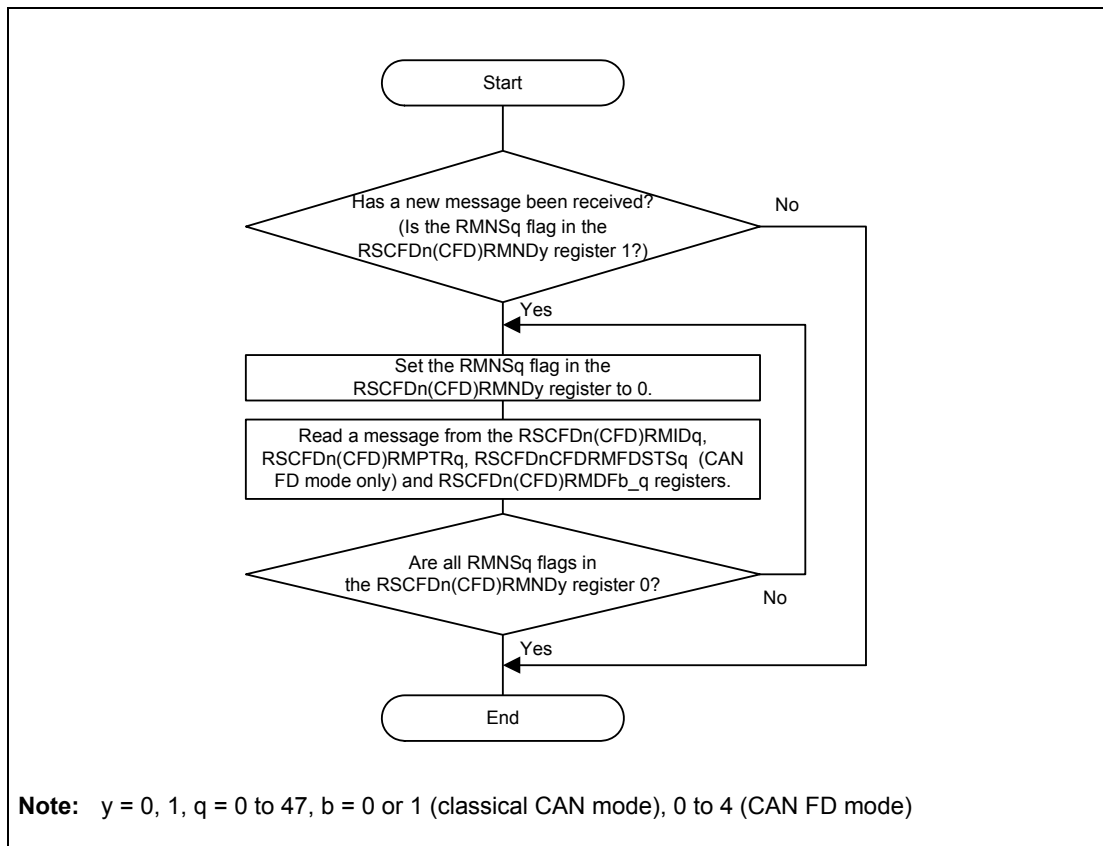 Start
Has a new message been received?
(Is the RMNSq flag in the
RSCFDn(CFD)RMNDy register 1?)
No
Yes
Set the RMNSq flag in the
RSCFDn(CFD)RMNDy register to 0.
Read a message from the RSCFDn(CFD)RMIDq,
RSCFDn(CFD)RMPTRq, RSCFDnCFDRMFDSTSq (CAN
FD mode only) and RSCFDn(CFD)RMDFb_q registers.
Are all RMNSq flags in
the RSCFDn(CFD)RMNDy register 0?
No
Yes
End
Note: y = 0, 1, q = 0 to 47, b = 0 or 1 (classical CAN mode), 0 to 4 (CAN FD mode)